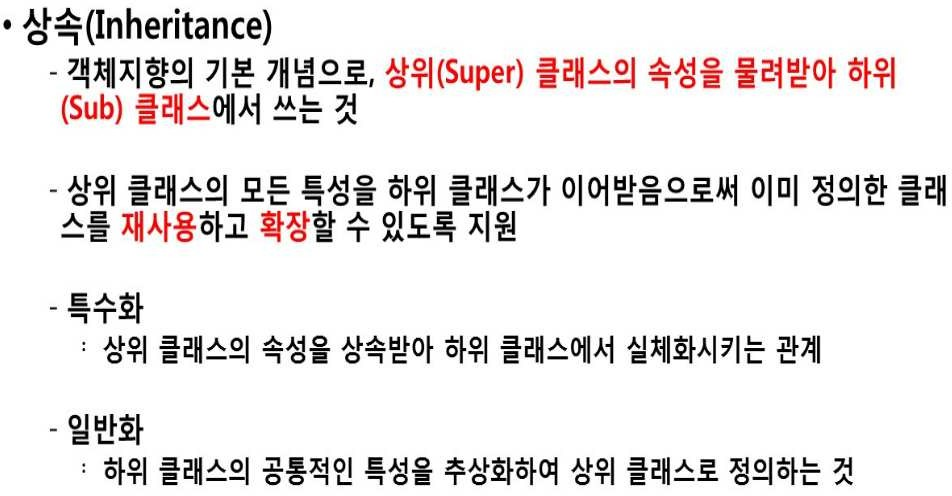 • 상속(Inheritance)
- 객체지향의 기본 개념으로, 상위(Super) 클래스의 속성을 물려받아 하위
(Sub) 클래스에서 쓰는 것
- 상위 클래스의 모든 특성을 하위 클래스가 이어받음으로써 이미 정의한 클래
스를 재사용하고 확장할 수 있도록 지원
- 특수화
: 상위 클래스의 속성을 상속받아 하위 클래스에서 실체화시키는 관계
- 일반화
: 하위 클래스의 공통적인 특성을 추상화하여 상위 클래스로 정의하는 것